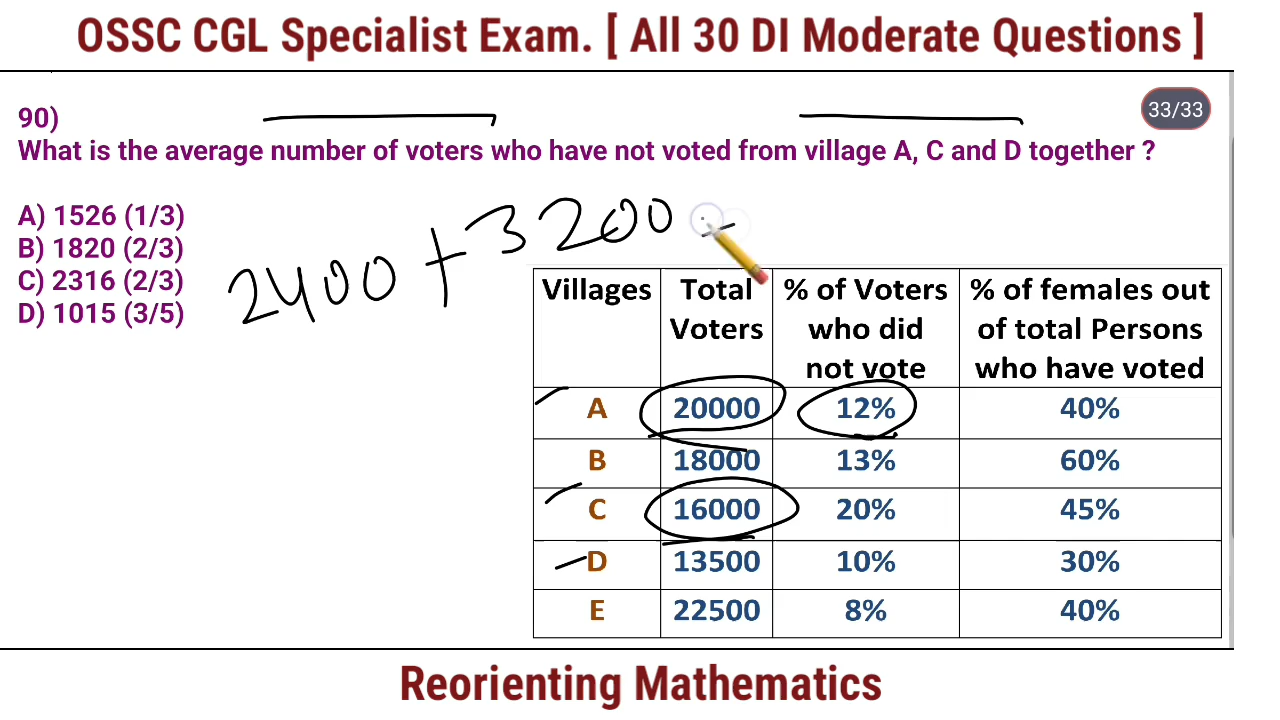 OSSC CGL Specialist Exam. [ All 30 DI Moderate Questions ]
33/33
90)
What is the average number of voters who have not voted from village A, C and D together ?
A) 1526 (1/3)
B) 1820 (2/3)
C) 2316 (2/3)
D) 1015 (3/5)
2400 + 3200 +
Villages Total Voters % of Voters who did not vote % of females out of total Persons who have voted
A 20000 12% 40%
B 18000 13% 60%
C 16000 20% 45%
D 13500 10% 30%
E 22500 8% 40%
Reorienting Mathematics